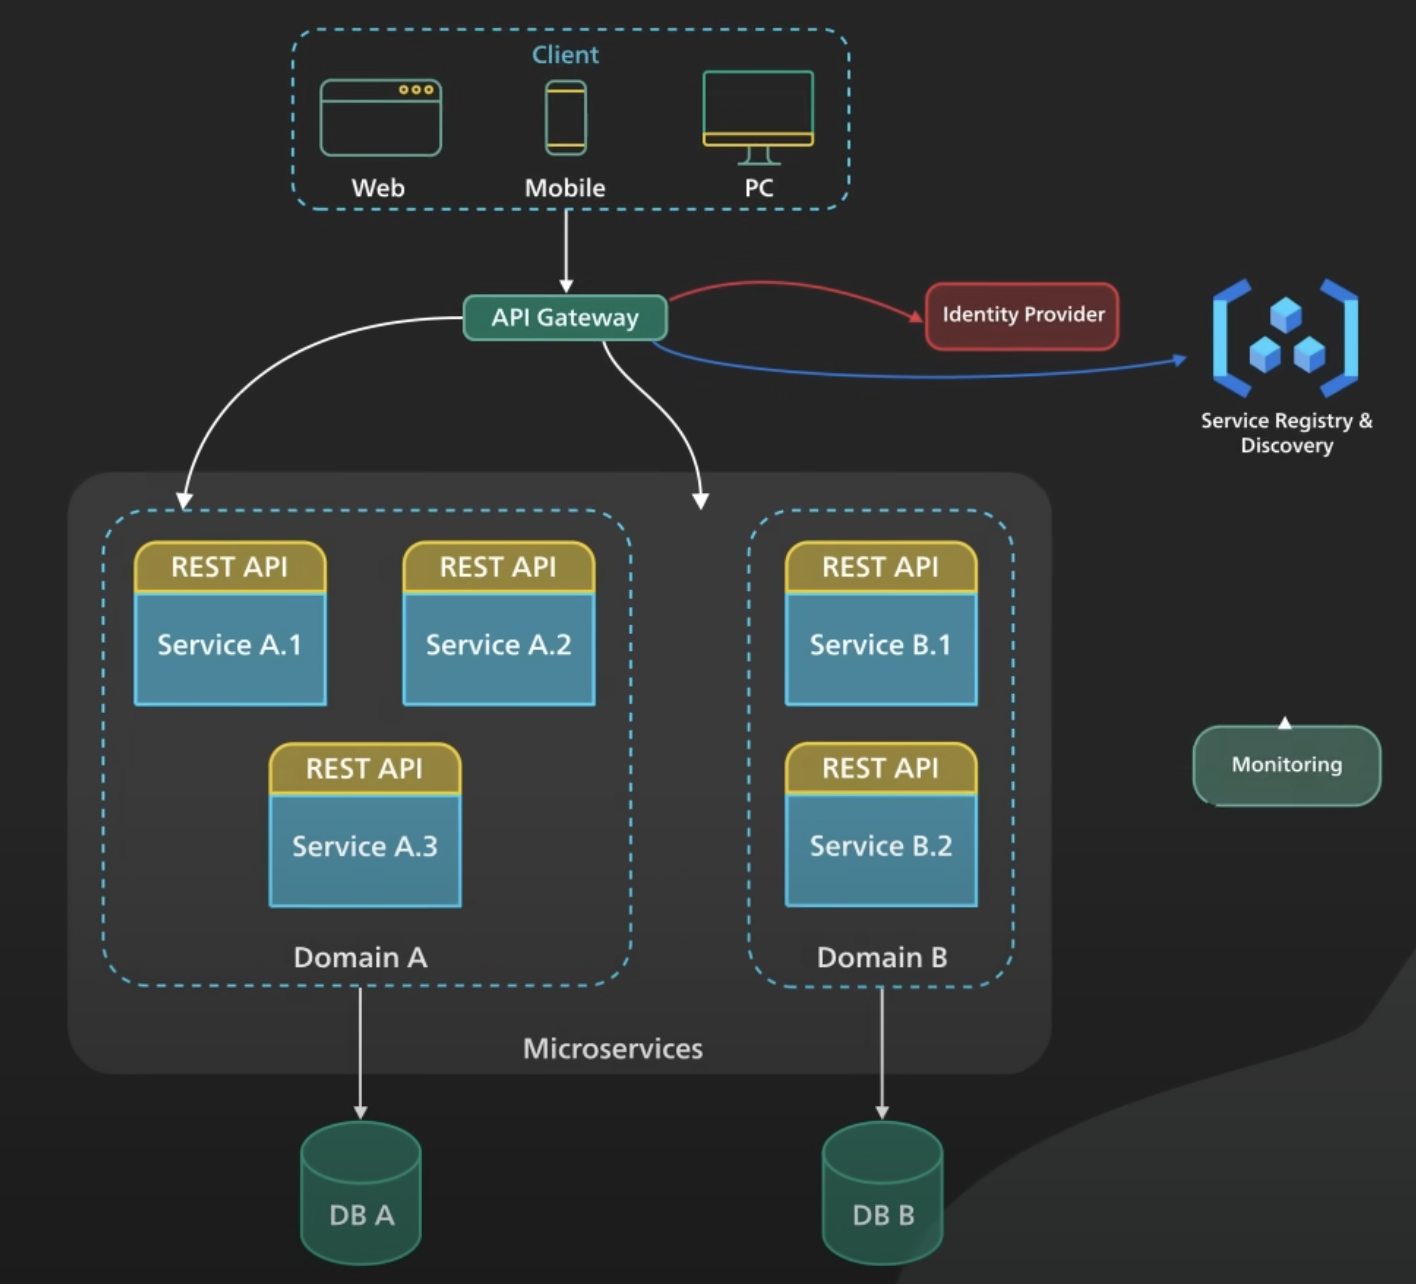 Client
Web
Mobile
PC
API Gateway
Identity Provider
Service Registry &
Discovery
REST API
Service A.1
REST API
Service A.2
REST API
Service A.3
Domain A
REST API
Service B.1
REST API
Service B.2
Domain B
Microservices
Monitoring
DB A
DB B